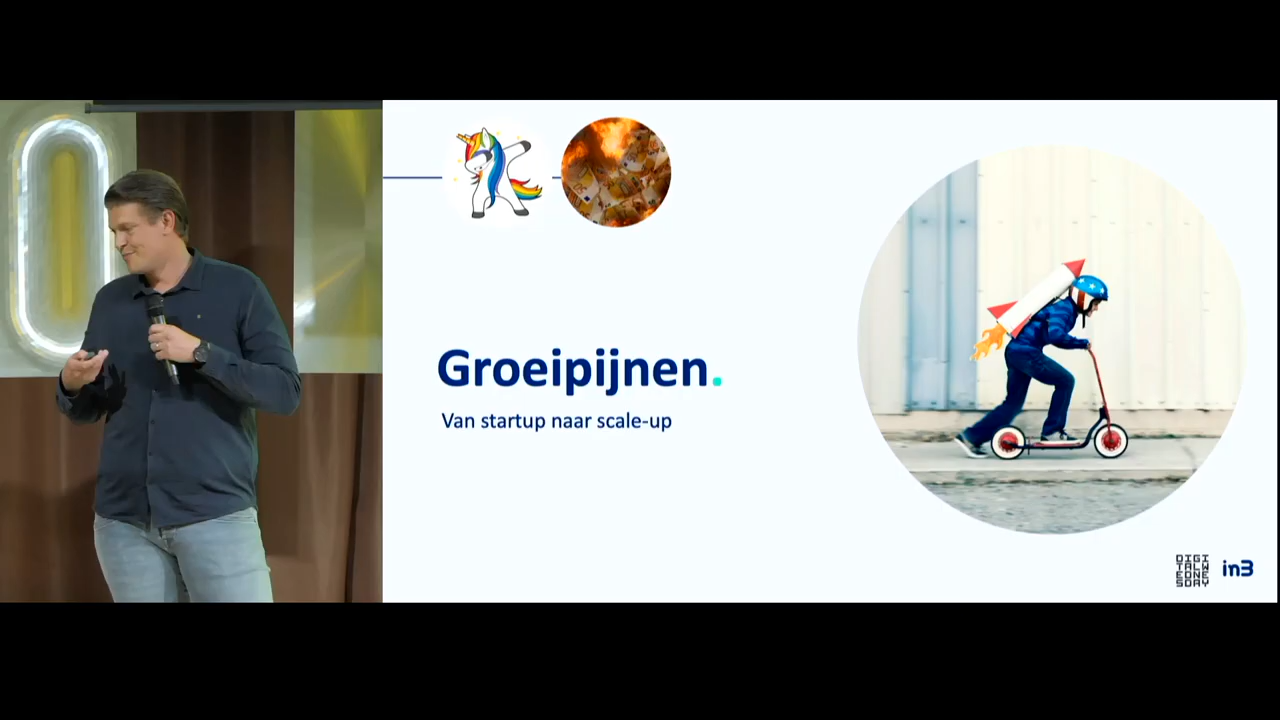 Groeipijnen.
Van startup naar scale-up
DIGI
TALW
EDNE
SDAY
in3